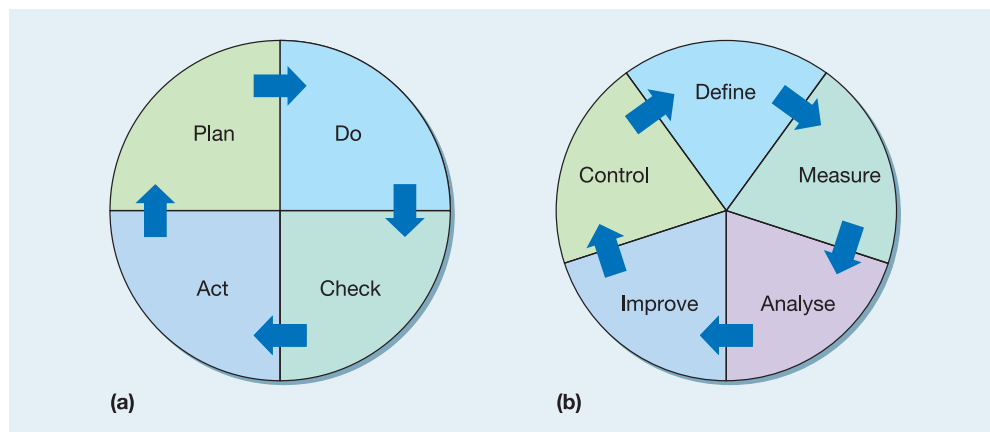 Plan
Do
Act
Check
(a)
Define
Control
Measure
Improve
Analyse
(b)